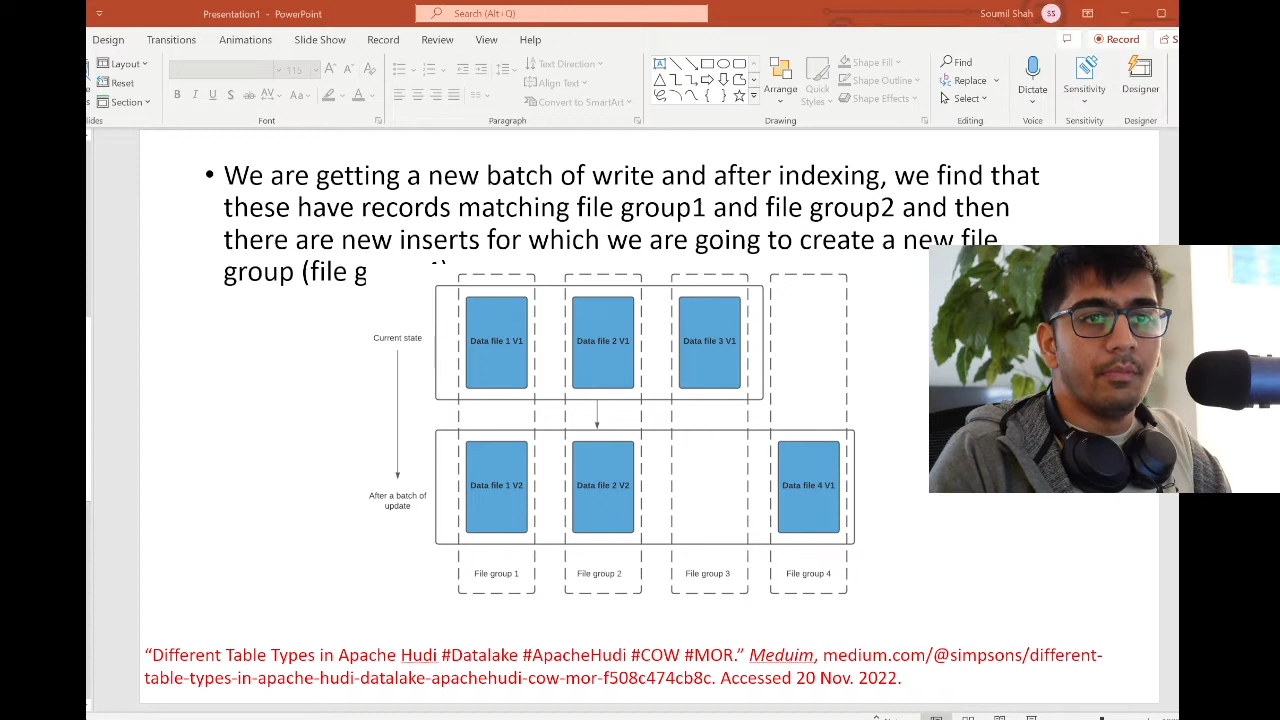 Presentation1 - PowerPoint
Search (Alt+Q)
Soumil Shah
SS
Design Transitions Animations Slide Show Record Review View Help
Record
S
Layout
Reset
Section
lides
115
B I U S ab AV Aa A
Font
Text Direction
Align Text
Convert to SmartArt
Paragraph
Arrange
Quick
Styles
Shape Fill
Shape Outline
Shape Effects
Drawing
Find
Replace
Select
Editing
Dictate
Voice
Sensitivity
Sensitivity
Designer
Designer
• We are getting a new batch of write and after indexing, we find that
these have records matching file group1 and file group2 and then
there are new inserts for which we are going to create a new file
group (file g
Current state
Data file 1 V1
Data file 2 V1
Data file 3 V1
After a batch of
update
Data file 1 V2
Data file 2 V2
Data file 4 V1
File group 1
File group 2
File group 3
File group 4
“Different Table Types in Apache Hudi #Datalake #ApacheHudi #COW #MOR.” Meduim, medium.com/@simpsons/different-
table-types-in-apache-hudi-datalake-apachehudi-cow-mor-f508c474cb8c. Accessed 20 Nov. 2022.